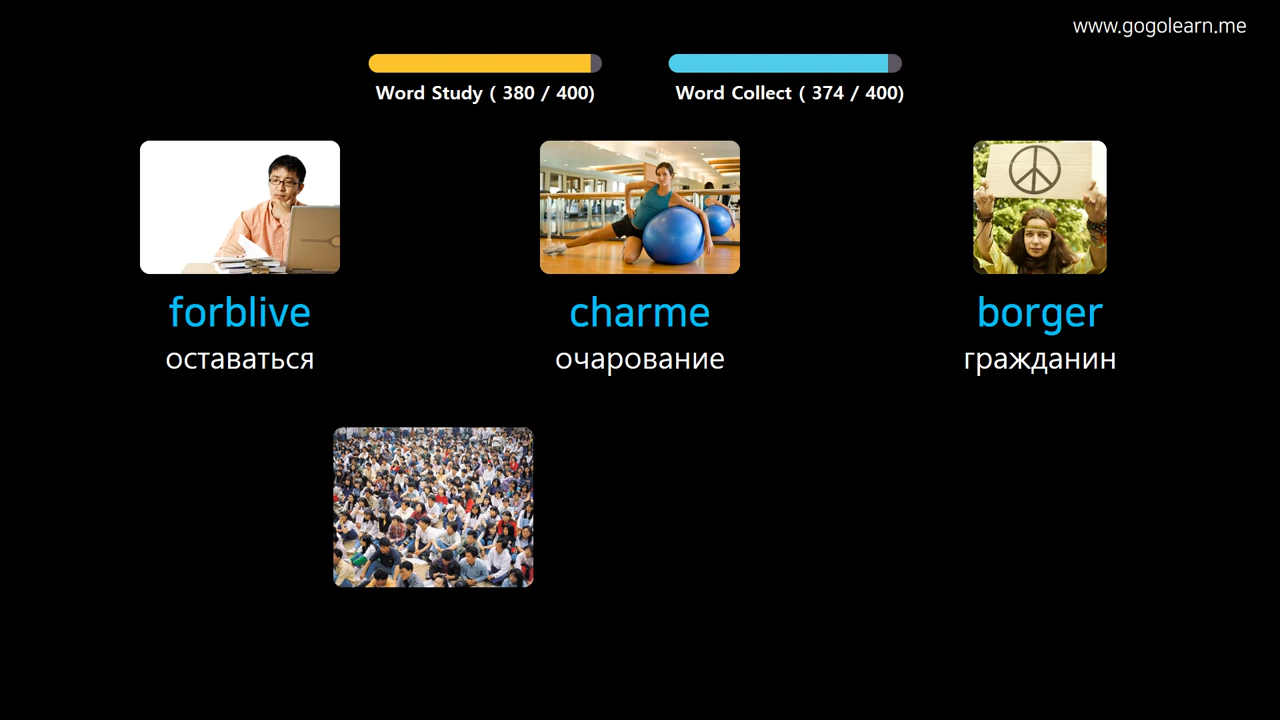 www.gogolearn.me
Word Study ( 380 / 400)
Word Collect ( 374 / 400)
forblive
оставаться
charme
очарование
borger
гражданин